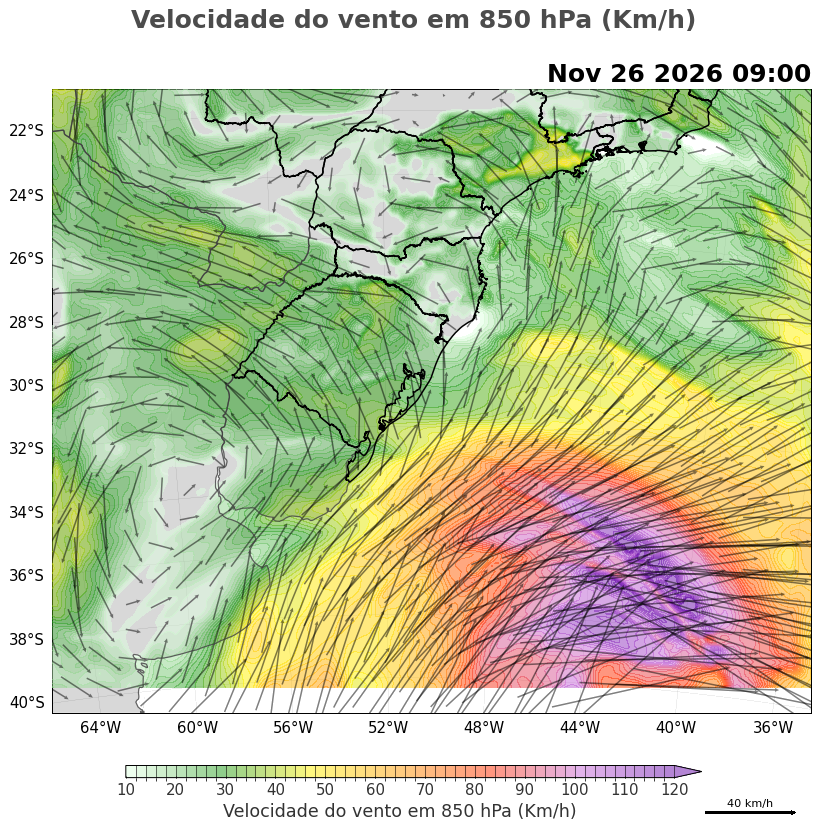 Velocidade do vento em 850 hPa (Km/h)
Nov 26 2026 09:00
22°S
24°S
26°S
28°S
30°S
32°S
34°S
36°S
38°S
40°S
64°W 60°W 56°W 52°W 48°W 44°W 40°W 36°W
10 20 30 40 50 60 70 80 90 100 110 120
Velocidade do vento em 850 hPa (Km/h)
40 km/h